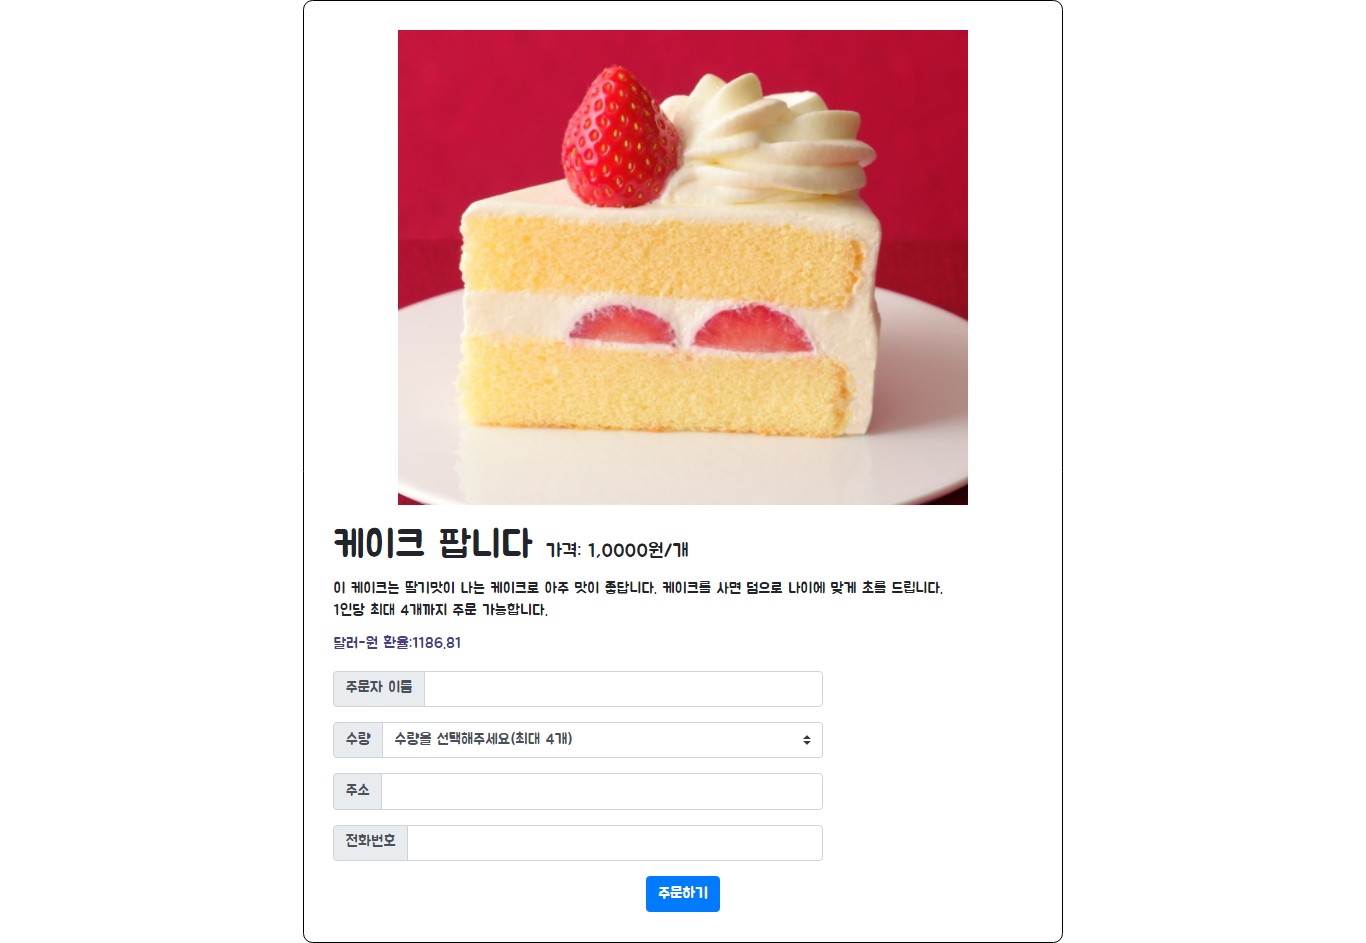 케이크 팝니다 가격: 1,0000원/개
이 케이크는 딸기맛이 나는 케이크로 아주 맛이 좋답니다. 케이크를 사면 덤으로 나이에 맞게 초를 드립니다.
1인당 최대 4개까지 주문 가능합니다.
달러-원 환율:1186.81
주문자 이름
수량 수량을 선택해주세요(최대 4개)
주소
전화번호
주문하기